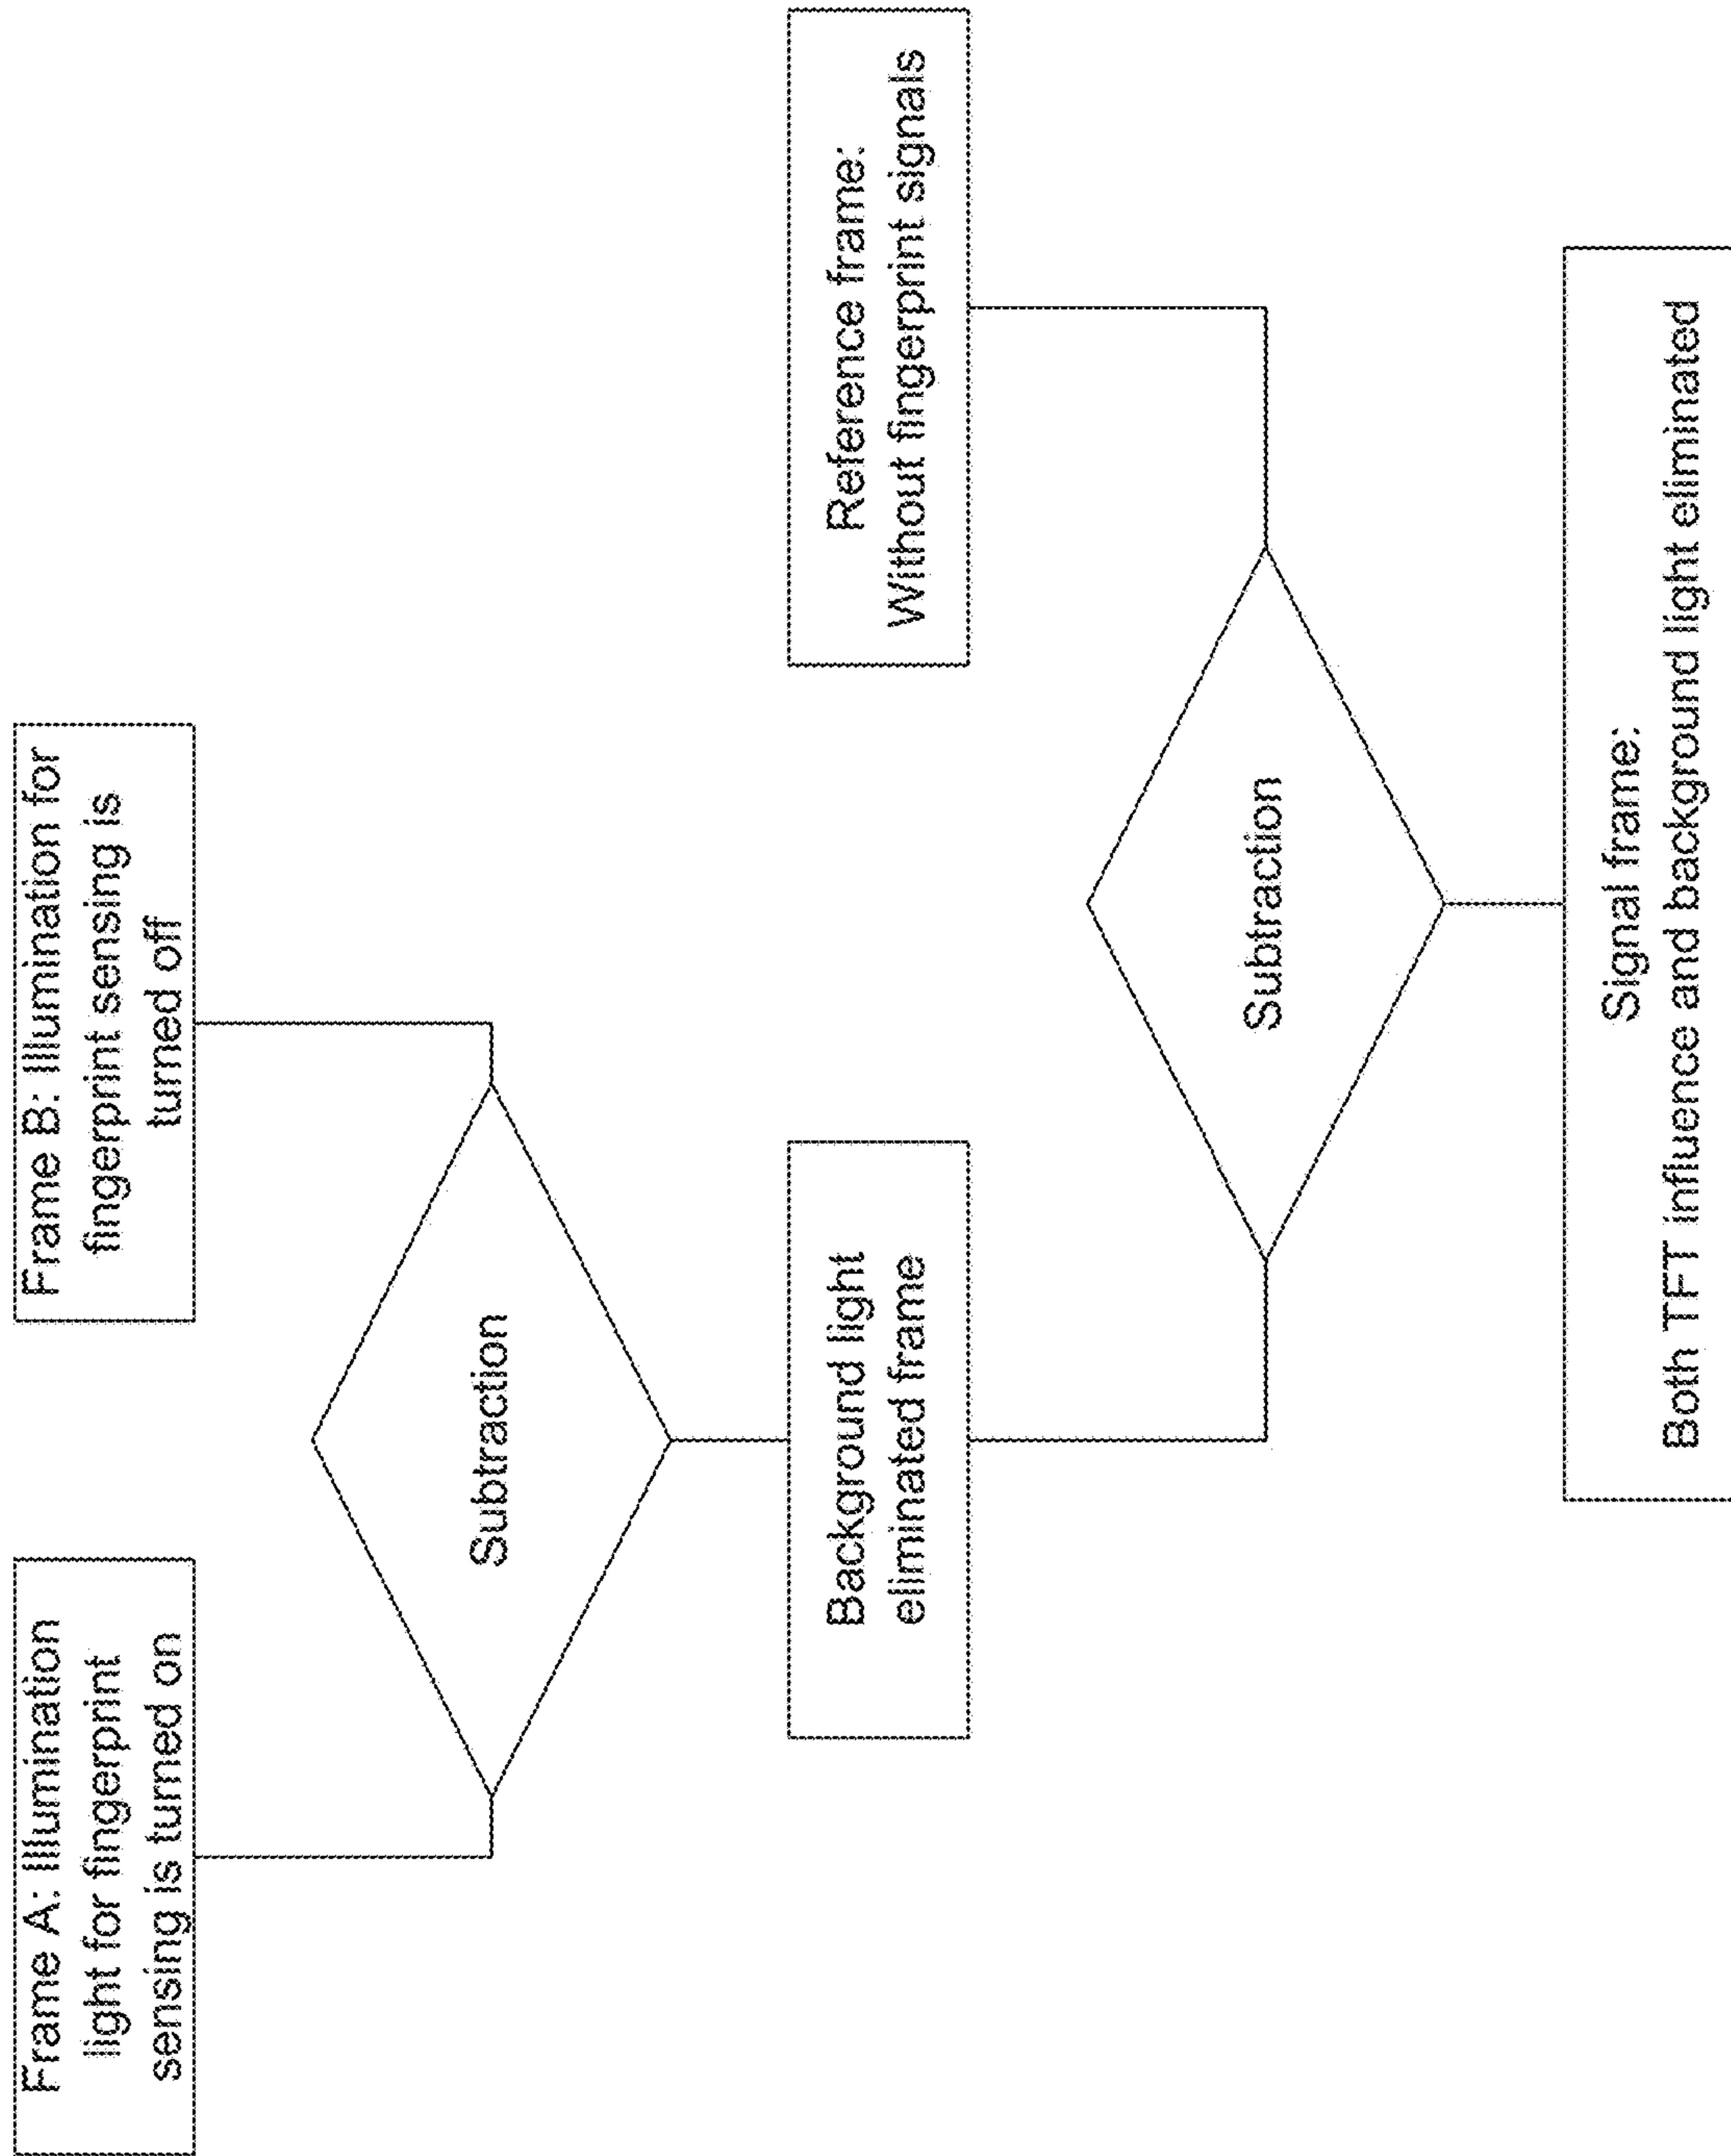 Frame A: Illumination
light for fingerprint
sensing is turned on
Frame B: Illumination for
fingerprint sensing is
turned off
Subtraction
Background light
eliminated frame
Reference frame:
Without fingerprint signals
Subtraction
Signal frame:
Both TFT influence and background light eliminated